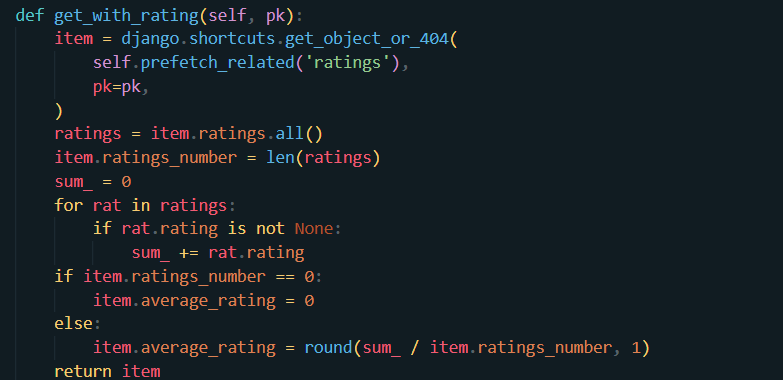 def get_with_rating(self, pk):
    item = django.shortcuts.get_object_or_404(
        self.prefetch_related('ratings'),
        pk=pk,
    )
    ratings = item.ratings.all()
    item.ratings_number = len(ratings)
    sum_ = 0
    for rat in ratings:
        if rat.rating is not None:
            sum_ += rat.rating
    if item.ratings_number == 0:
        item.average_rating = 0
    else:
        item.average_rating = round(sum_ / item.ratings_number, 1)
    return item